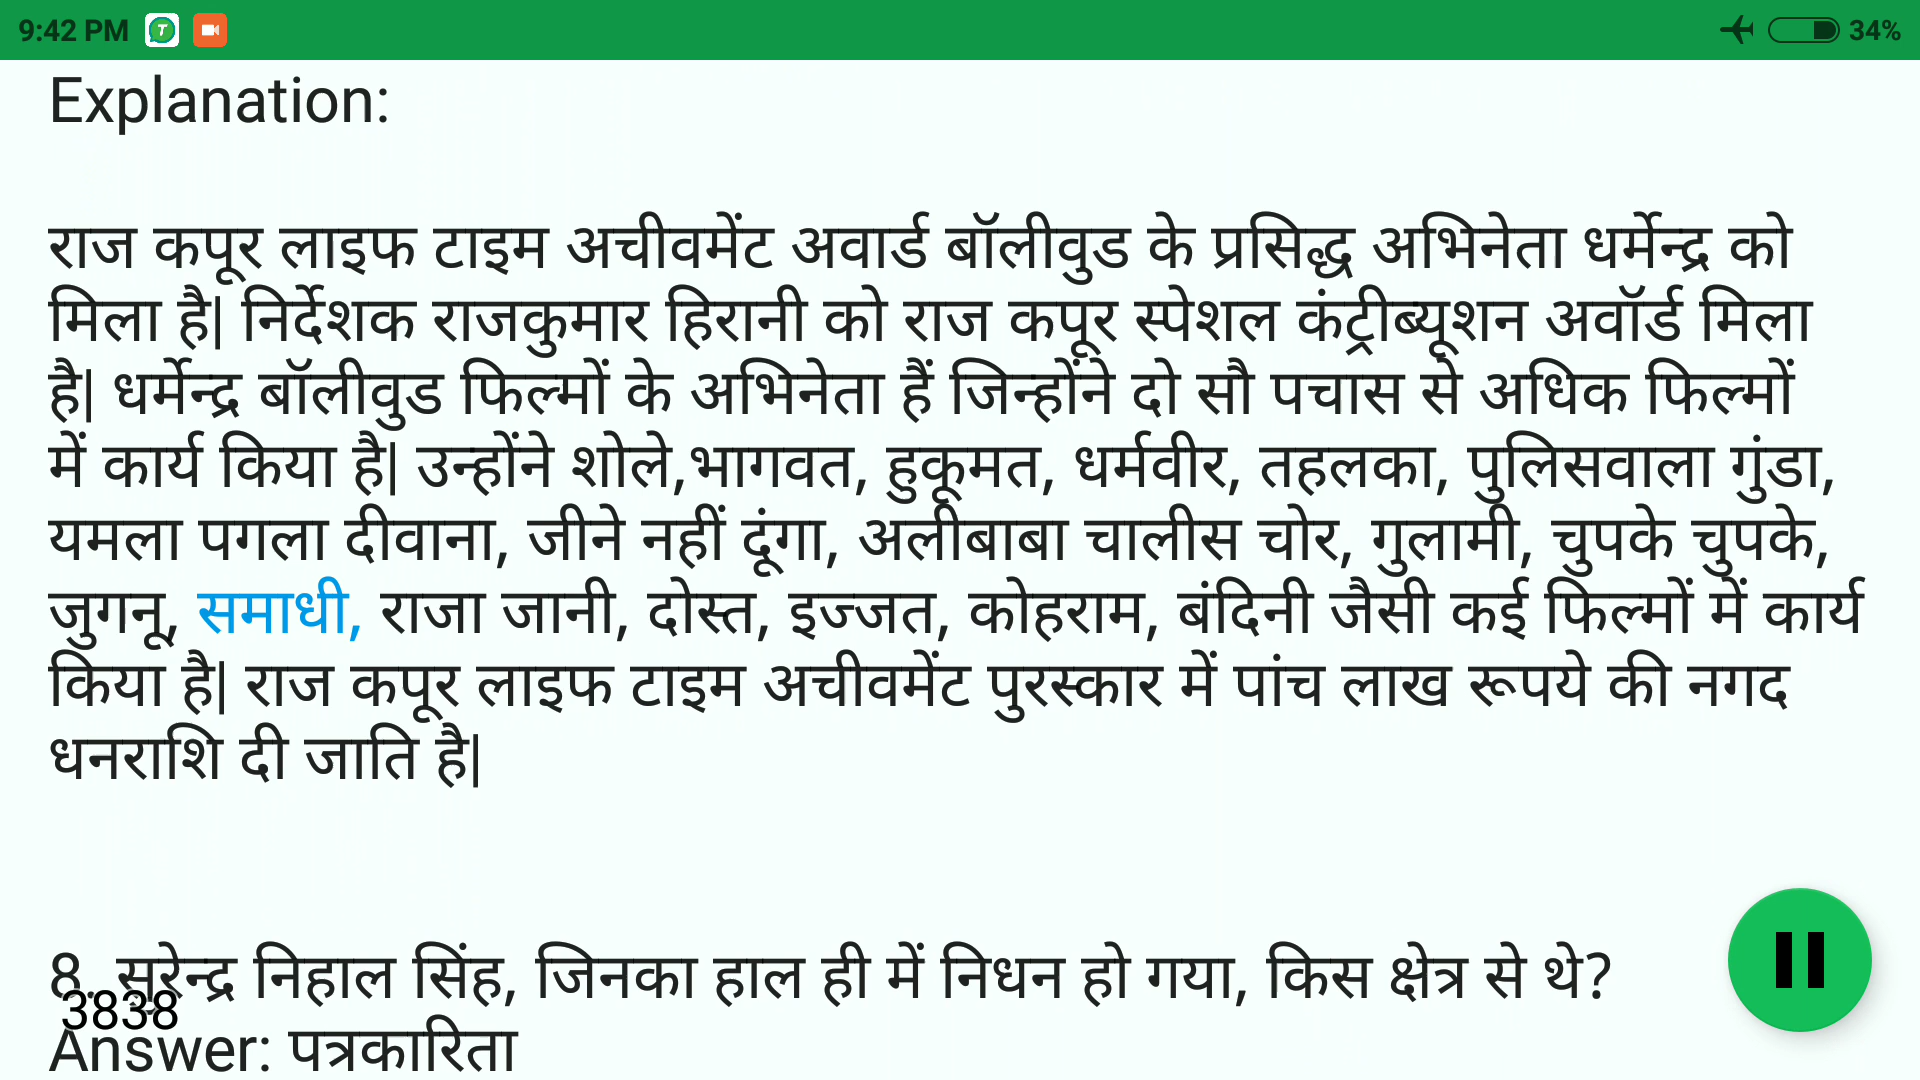 9:42 PM
34%
Explanation:
राज कपूर लाइफ टाइम अचीवमेंट अवार्ड बॉलीवुड के प्रसिद्ध अभिनेता धर्मेन्द्र को
मिला है| निर्देशक राजकुमार हिरानी को राज कपूर स्पेशल कंट्रीब्यूशन अवॉर्ड मिला
है| धर्मेन्द्र बॉलीवुड फिल्मों के अभिनेता हैं जिन्होंने दो सौ पचास से अधिक फिल्मों
में कार्य किया है| उन्होंने शोले,भागवत, हुकूमत, धर्मवीर, तहलका, पुलिसवाला गुंडा,
यमला पगला दीवाना, जीने नहीं दूंगा, अलीबाबा चालीस चोर, गुलामी, चुपके चुपके,
जुगनू, समाधी, राजा जानी, दोस्त, इज्जत, कोहराम, बंदिनी जैसी कई फिल्मों में कार्य
किया है| राज कपूर लाइफ टाइम अचीवमेंट पुरस्कार में पांच लाख रूपये की नगद
धनराशि दी जाति है|
8. सुरेन्द्र निहाल सिंह, जिनका हाल ही में निधन हो गया, किस क्षेत्र से थे?
3838
Answer: पत्रकारिता